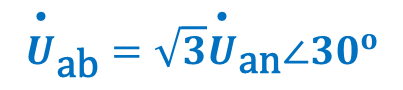 U̇ab = √3U̇an∠30º